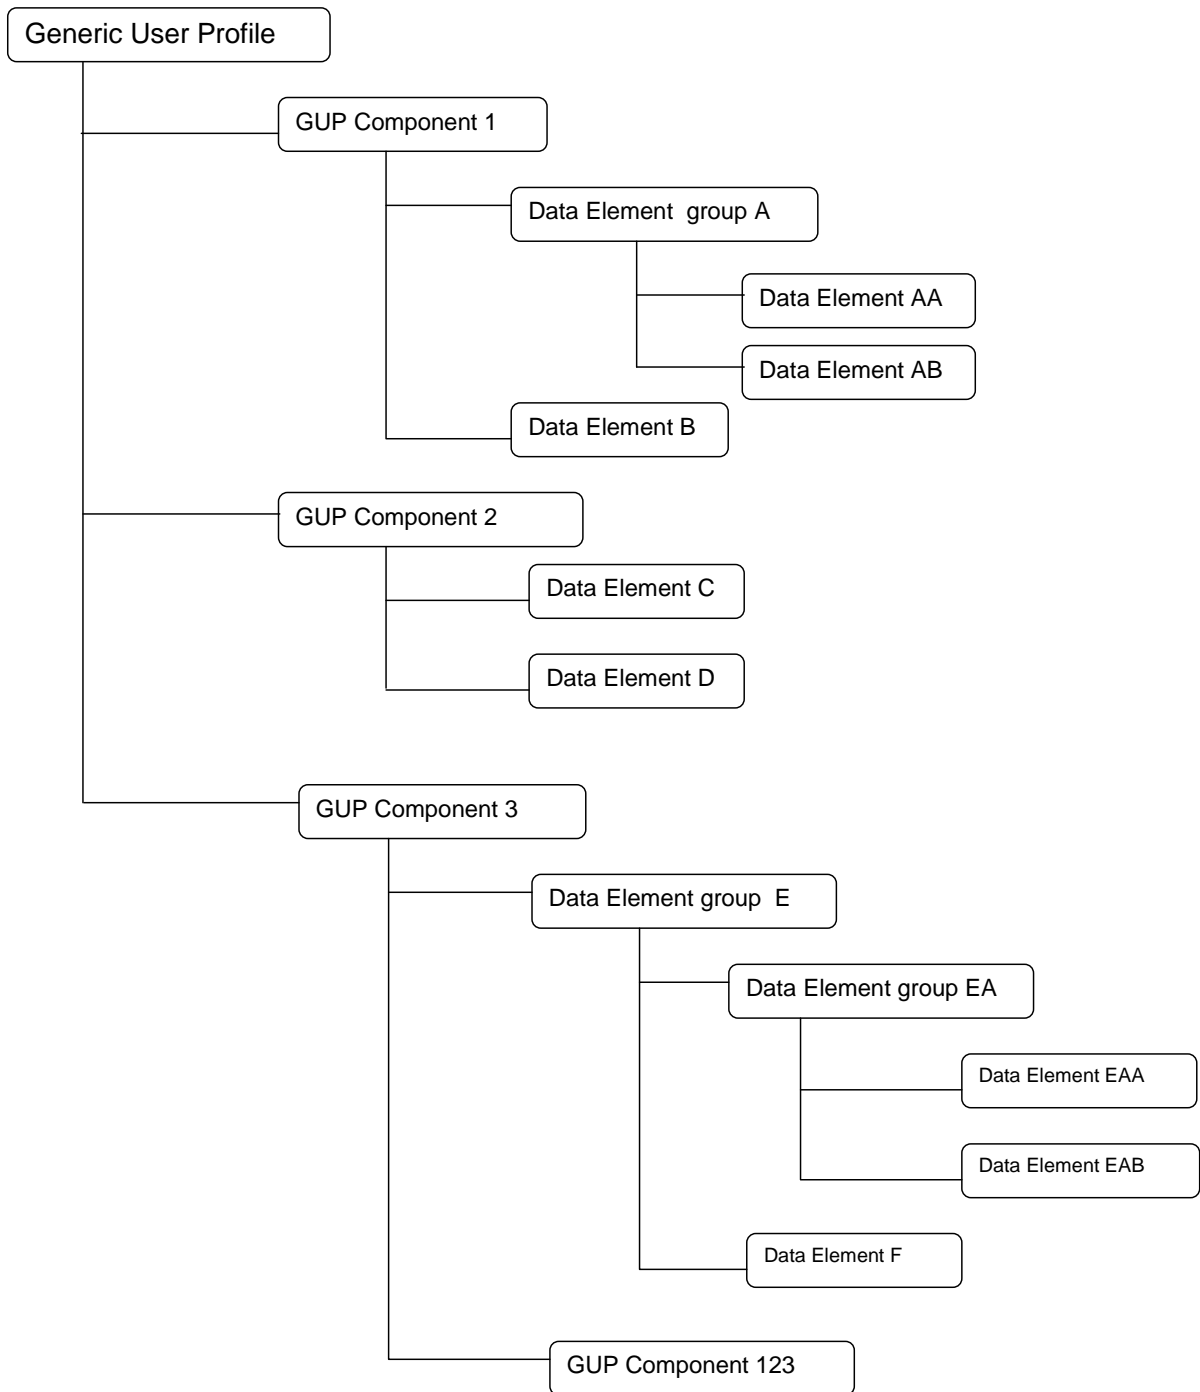 Generic User Profile
GUP Component 1
Data Element group A
Data Element AA
Data Element AB
Data Element B
GUP Component 2
Data Element C
Data Element D
GUP Component 3
Data Element group E
Data Element group EA
Data Element EAA
Data Element EAB
Data Element F
GUP Component 123